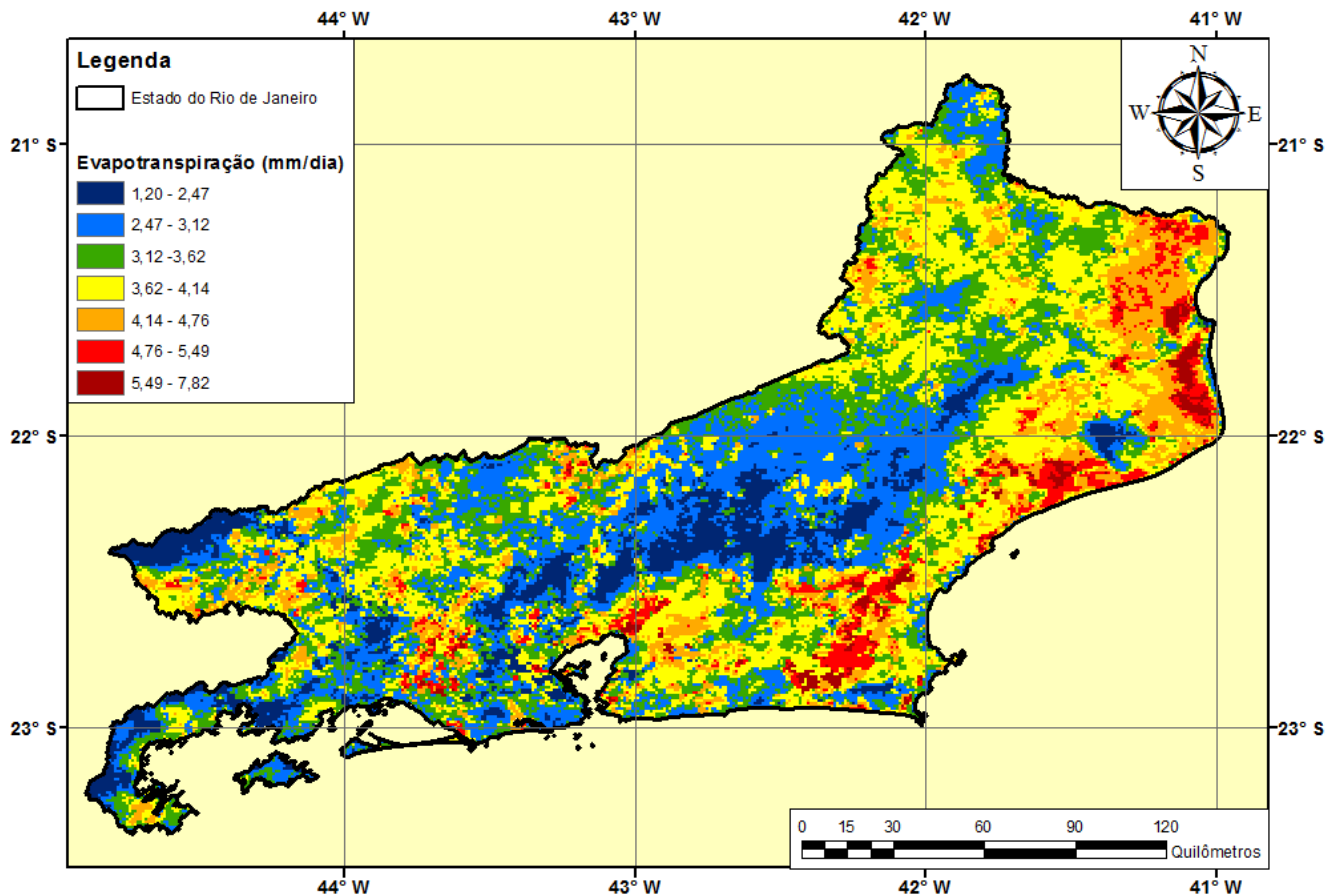 44° W 43° W 42° W 41° W
Legenda
Estado do Rio de Janeiro
Evapotranspiração (mm/dia)
1,20 - 2,47
2,47 - 3,12
3,12 -3,62
3,62 - 4,14
4,14 - 4,76
4,76 - 5,49
5,49 - 7,82
N
W E
S
21° S 21° S
22° S 22° S
23° S 23° S
0 15 30 60 90 120
Quilômetros
44° W 43° W 42° W 41° W